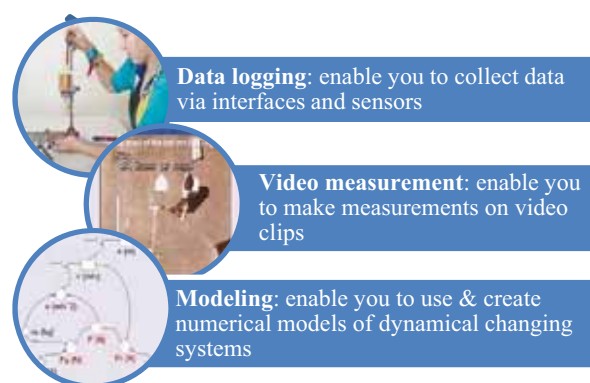 Data logging: enable you to collect data
via interfaces and sensors
Video measurement: enable you
to make measurements on video
clips
Modeling: enable you to use & create
numerical models of dynamical changing
systems